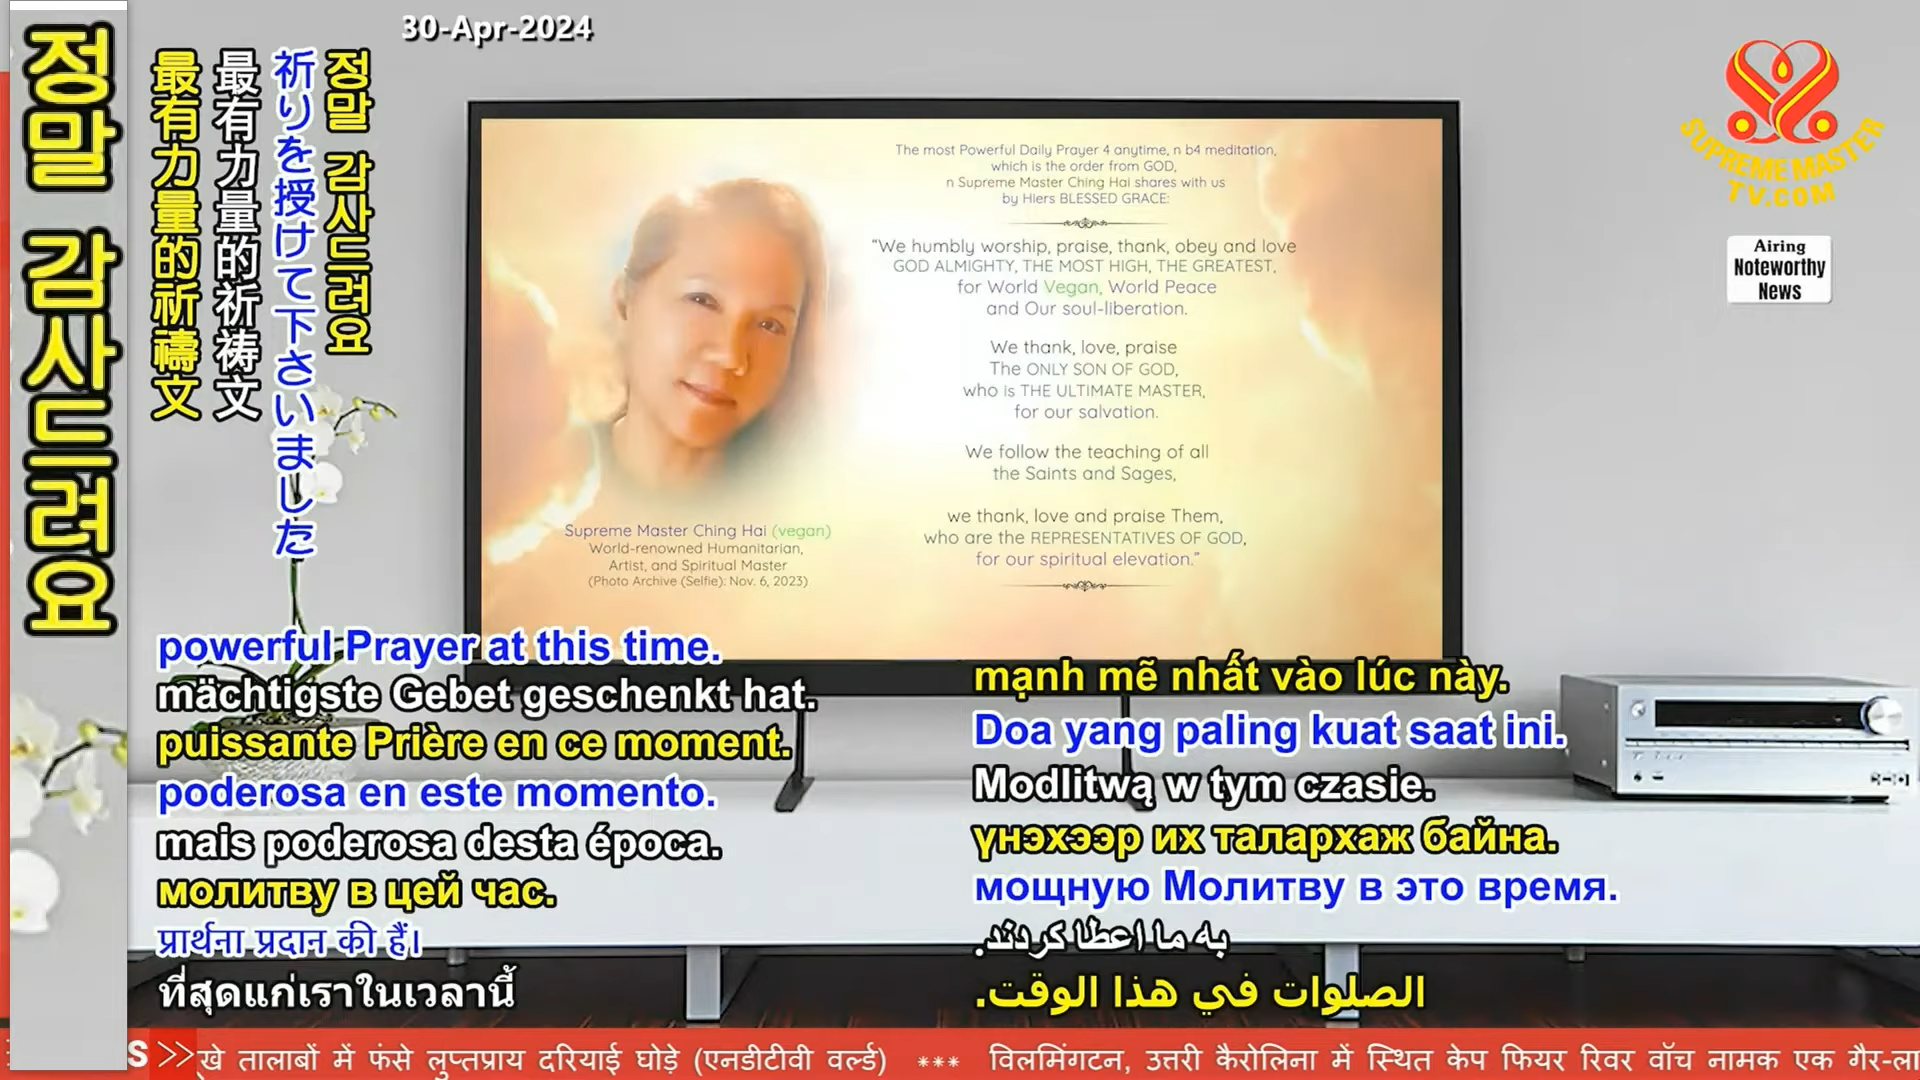 정말 감사드려요
最有力量的祈禱文
最有力量的祈祷文
祈りを授けて下さいました
정말 감사드려요
30-Apr-2024
SUPREME MASTER
TV.COM
Airing
Noteworthy
News
The most Powerful Daily Prayer 4 anytime, n b4 meditation,
which is the order from GOD,
n Supreme Master Ching Hai shares with us
by HIers BLESSED GRACE:
“We humbly worship, praise, thank, obey and love
GOD ALMIGHTY, THE MOST HIGH, THE GREATEST,
for World Vegan, World Peace
and Our soul-liberation.
We thank, love, praise
The ONLY SON OF GOD,
who is THE ULTIMATE MASTER,
for our salvation.
We follow the teaching of all
the Saints and Sages,
we thank, love and praise Them,
who are the REPRESENTATIVES OF GOD,
for our spiritual elevation.”
Supreme Master Ching Hai (vegan)
World-renowned Humanitarian,
Artist, and Spiritual Master
(Photo Archive (Selfie): Nov. 6, 2023)
powerful Prayer at this time.
mächtigste Gebet geschenkt hat.
puissante Prière en ce moment.
poderosa en este momento.
mais poderosa desta época.
молитву в цей час.
प्रार्थना प्रदान की हैं।
ที่สุดแก่เราในเวลานี้
mạnh mẽ nhất vào lúc này.
Doa yang paling kuat saat ini.
Modlitwą w tym czasie.
үнэхээр их талархаж байна.
мощную Молитву в это время.
به ما اعطا کردند.
الصلوات في هذا الوقت.
S >> खे तालाबों में फंसे लुप्तप्राय दरियाई घोड़े (एनडीटीवी वर्ल्ड) *** विलमिंगटन, उत्तरी कैरोलिना में स्थित केप फियर रिवर वॉच नामक एक गैर-ला